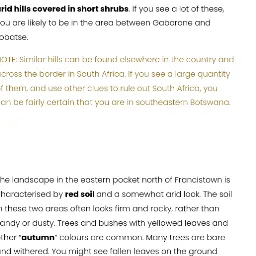 rid hills covered in short shrubs. If you see a lot of these,
ou are likely to be in the area between Gaborone and
obatse.
OTE: Similar hills can be found elsewhere in the country and
cross the border in South Africa. If you see a large quantity
f them, and use other clues to rule out South Africa, you
an be fairly certain that you are in southeastern Botswana.
he landscape in the eastern pocket north of Francistown is
haracterised by red soil and a somewhat arid look. The soil
n these two areas often looks firm and rocky, rather than
andy or dusty. Trees and bushes with yellowed leaves and
ther “autumn” colours are common. Many trees are bare
nd withered. You might see fallen leaves on the ground